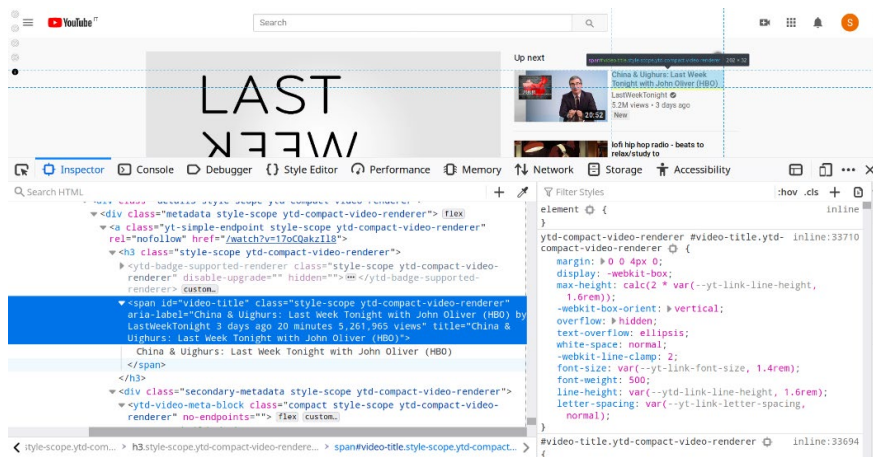 YouTube IT
Search
S
LAST
WEEK
Up next
China & Uighurs: Last Week
Tonight with John Oliver (HBO)
LastWeekTonight
5.2M views • 3 days ago
New
20:52
lofi hip hop radio - beats to
relax/study to
Inspector Console Debugger {} Style Editor Performance Memory Network Storage Accessibility
Search HTML
<div class="metadata style-scope ytd-compact-video-renderer"> flex
<a class="yt-simple-endpoint style-scope ytd-compact-video-renderer"
rel="nofollow" href="/watch?v=17oCQakzIl8">
<h3 class="style-scope ytd-compact-video-renderer">
<ytd-badge-supported-renderer class="style-scope ytd-compact-video-
renderer" disable-upgrade="" hidden=""> </ytd-badge-supported-
renderer> custom…
<span id="video-title" class="style-scope ytd-compact-video-renderer"
aria-label="China & Uighurs: Last Week Tonight with John Oliver (HBO) by
LastWeekTonight 3 days ago 20 minutes 5,261,965 views" title="China &
Uighurs: Last Week Tonight with John Oliver (HBO)">
China & Uighurs: Last Week Tonight with John Oliver (HBO)
</span>
</h3>
<div class="secondary-metadata style-scope ytd-compact-video-renderer">
<ytd-video-meta-block class="compact style-scope ytd-compact-video-
renderer" no-endpoints=""> flex custom…
style-scope.ytd-com… > h3.style-scope.ytd-compact-video-rendere… > span#video-title.style-scope.ytd-compact…
Filter Styles :hov .cls +
element { inline
}
ytd-compact-video-renderer #video-title.ytd- inline:33710
compact-video-renderer {
margin: 0 0 4px 0;
display: -webkit-box;
max-height: calc(2 * var(--yt-link-line-height,
1.6rem));
-webkit-box-orient: vertical;
overflow: hidden;
text-overflow: ellipsis;
white-space: normal;
-webkit-line-clamp: 2;
font-size: var(--yt-link-font-size, 1.4rem);
font-weight: 500;
line-height: var(--ytd-link-line-height, 1.6rem);
letter-spacing: var(--yt-link-letter-spacing,
normal);
}
#video-title.ytd-compact-video-renderer inline:33694
{